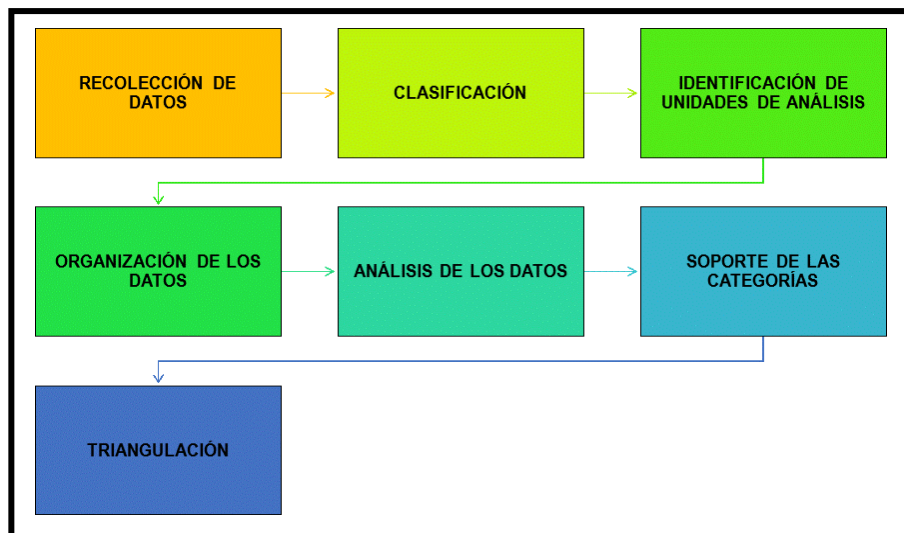 RECOLECCIÓN DE
DATOS
CLASIFICACIÓN
IDENTIFICACIÓN DE
UNIDADES DE ANÁLISIS
ORGANIZACIÓN DE LOS
DATOS
ANÁLISIS DE LOS DATOS
SOPORTE DE LAS
CATEGORÍAS
TRIANGULACIÓN